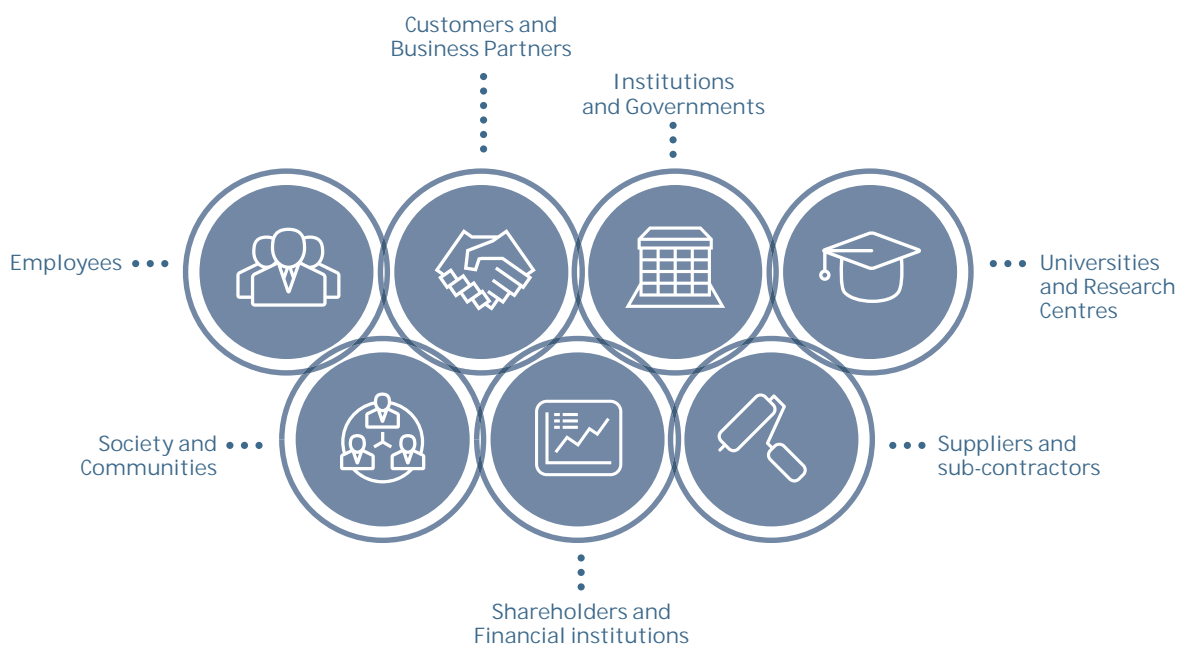 Customers and
Business Partners
Institutions
and Governments
Employees
Universities
and Research
Centres
Society and
Communities
Suppliers and
sub-contractors
Shareholders and
Financial institutions